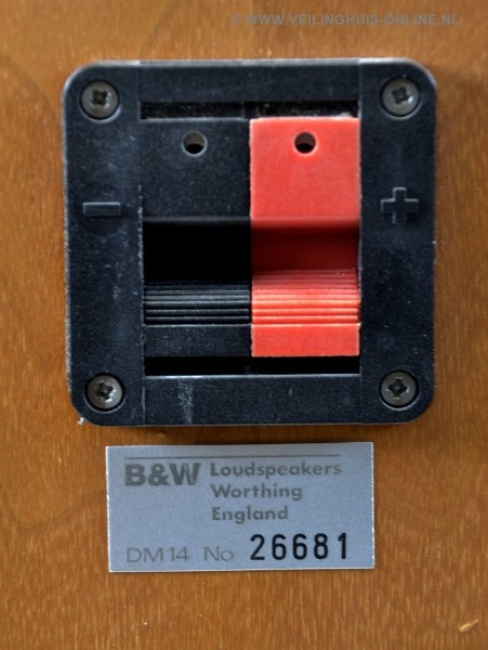 © WWW.VEILINGHUIS-ONLINE.NL
− +
B&W Loudspeakers
Worthing
England
DM14 No 26681